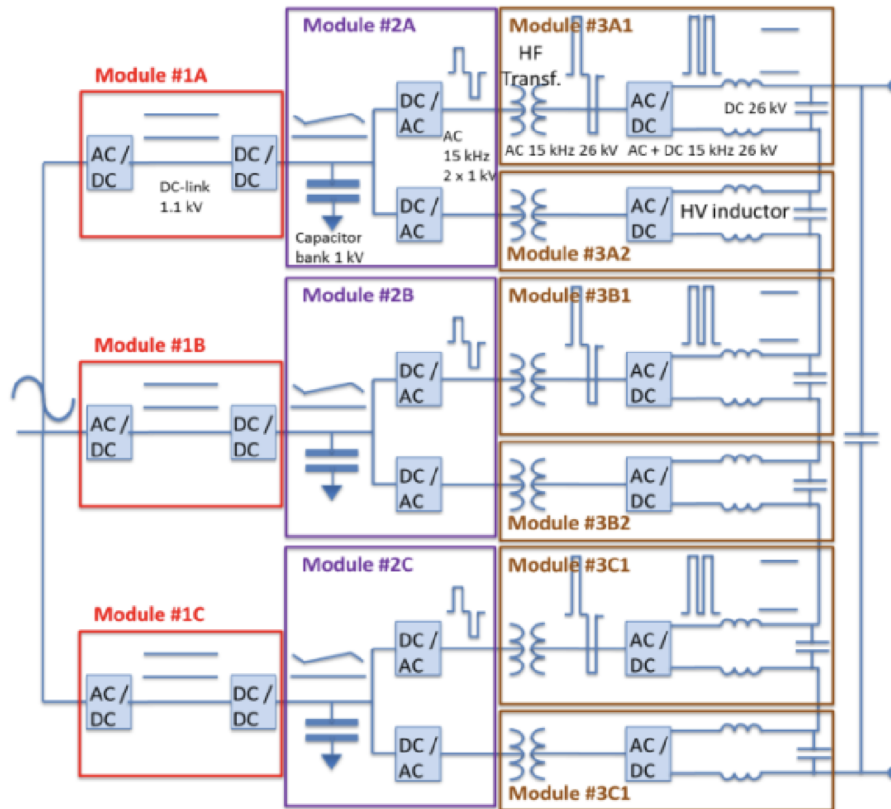 Module #1A
AC /
DC
DC /
DC
DC-link
1.1 kV
Module #2A
DC /
AC
AC
15 kHz
2 x 1 kV
Capacitor
bank 1 kV
DC /
AC
Module #3A1
HF
Transf.
AC /
DC
DC 26 kV
AC 15 kHz 26 kV
AC + DC 15 kHz 26 kV
AC /
DC
HV inductor
Module #3A2
Module #1B
AC /
DC
DC /
DC
Module #2B
DC /
AC
DC /
AC
Module #3B1
AC /
DC
AC /
DC
Module #3B2
Module #1C
AC /
DC
DC /
DC
Module #2C
DC /
AC
DC /
AC
Module #3C1
AC /
DC
AC /
DC
Module #3C1